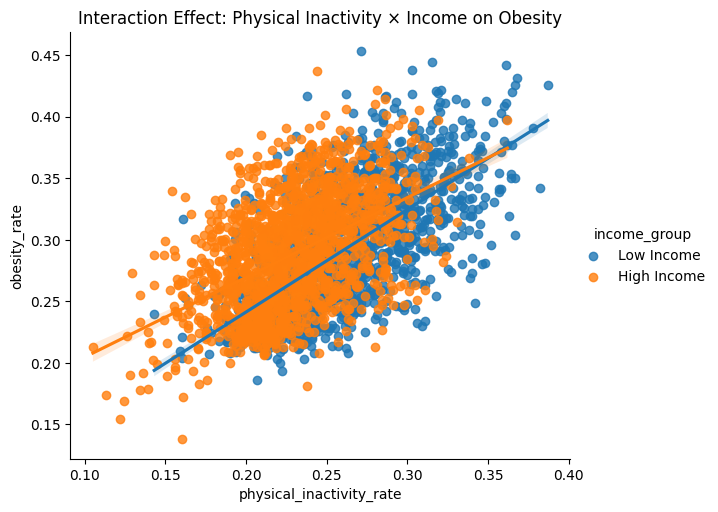 Interaction Effect: Physical Inactivity × Income on Obesity
0.45
0.40
0.35
0.30
0.25
0.20
0.15
obesity_rate
0.10
0.15
0.20
0.25
0.30
0.35
0.40
physical_inactivity_rate
income_group
Low Income
High Income